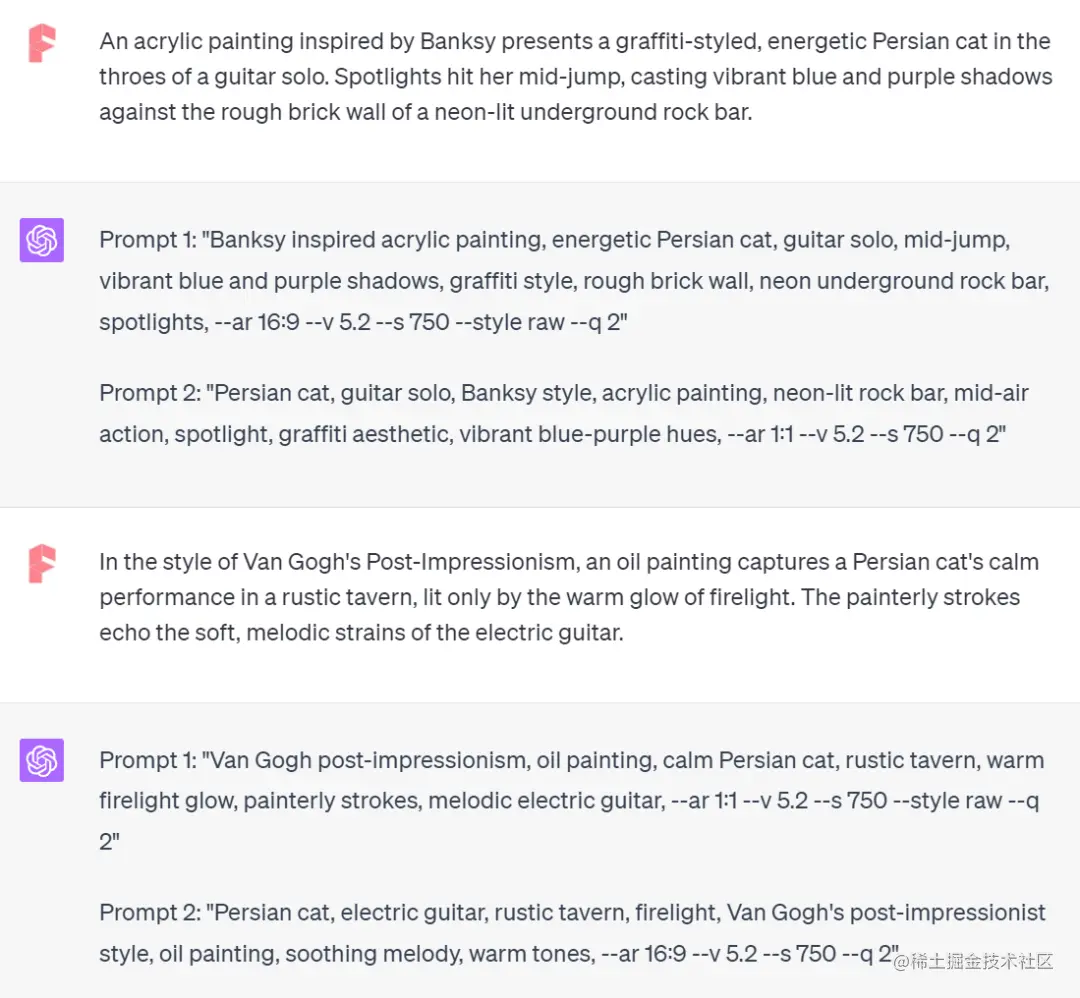 An acrylic painting inspired by Banksy presents a graffiti-styled, energetic Persian cat in the
throes of a guitar solo. Spotlights hit her mid-jump, casting vibrant blue and purple shadows
against the rough brick wall of a neon-lit underground rock bar.
Prompt 1: "Banksy inspired acrylic painting, energetic Persian cat, guitar solo, mid-jump,
vibrant blue and purple shadows, graffiti style, rough brick wall, neon underground rock bar,
spotlights, --ar 16:9 --v 5.2 --s 750 --style raw --q 2"
Prompt 2: "Persian cat, guitar solo, Banksy style, acrylic painting, neon-lit rock bar, mid-air
action, spotlight, graffiti aesthetic, vibrant blue-purple hues, --ar 1:1 --v 5.2 --s 750 --q 2"
In the style of Van Gogh's Post-Impressionism, an oil painting captures a Persian cat's calm
performance in a rustic tavern, lit only by the warm glow of firelight. The painterly strokes
echo the soft, melodic strains of the electric guitar.
Prompt 1: "Van Gogh post-impressionism, oil painting, calm Persian cat, rustic tavern, warm
firelight glow, painterly strokes, melodic electric guitar, --ar 1:1 --v 5.2 --s 750 --style raw --q
2"
Prompt 2: "Persian cat, electric guitar, rustic tavern, firelight, Van Gogh's post-impressionist
style, oil painting, soothing melody, warm tones, --ar 16:9 --v 5.2 --s 750 --q 2"
@稀土掘金技术社区